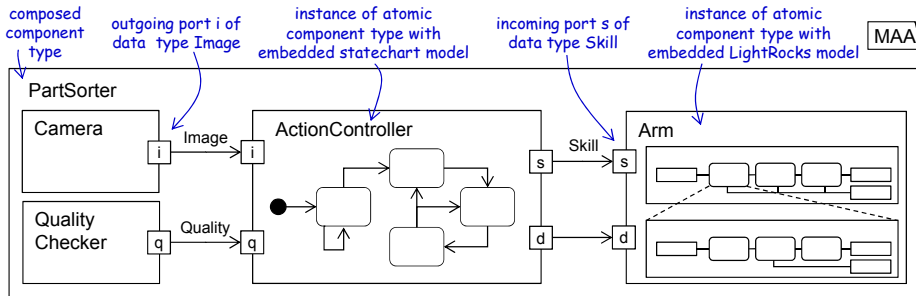 composed
component
type
outgoing port i of
data type Image
instance of atomic
component type with
embedded statechart model
incoming port s of
data type Skill
instance of atomic
component type with
embedded LightRocks model
MAA
PartSorter
Camera
i
Image
i
ActionController
s
Skill
s
Arm
Quality
Checker
q
Quality
q
d
d